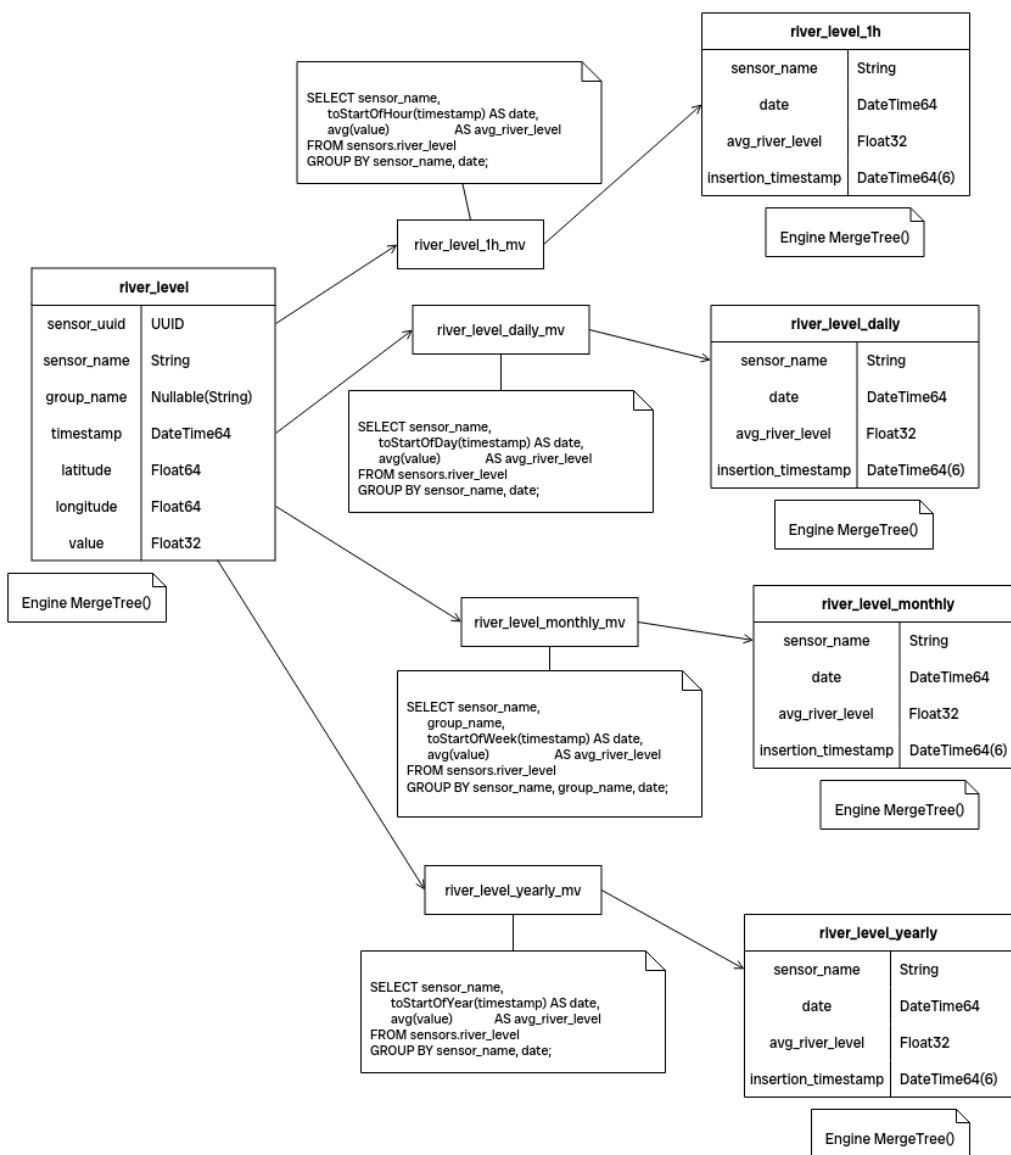 river_level_1h
sensor_name String
date DateTime64
avg_river_level Float32
insertion_timestamp DateTime64(6)
Engine MergeTree()
SELECT sensor_name,
toStartOfHour(timestamp) AS date,
avg(value) AS avg_river_level
FROM sensors.river_level
GROUP BY sensor_name, date;
river_level_1h_mv
river_level
sensor_uuid UUID
sensor_name String
group_name Nullable(String)
timestamp DateTime64
latitude Float64
longitude Float64
value Float32
Engine MergeTree()
river_level_daily_mv
SELECT sensor_name,
toStartOfDay(timestamp) AS date,
avg(value) AS avg_river_level
FROM sensors.river_level
GROUP BY sensor_name, date;
river_level_daily
sensor_name String
date DateTime64
avg_river_level Float32
insertion_timestamp DateTime64(6)
Engine MergeTree()
river_level_monthly_mv
SELECT sensor_name,
group_name,
toStartOfWeek(timestamp) AS date,
avg(value) AS avg_river_level
FROM sensors.river_level
GROUP BY sensor_name, group_name, date;
river_level_monthly
sensor_name String
date DateTime64
avg_river_level Float32
insertion_timestamp DateTime64(6)
Engine MergeTree()
river_level_yearly_mv
SELECT sensor_name,
toStartOfYear(timestamp) AS date,
avg(value) AS avg_river_level
FROM sensors.river_level
GROUP BY sensor_name, date;
river_level_yearly
sensor_name String
date DateTime64
avg_river_level Float32
insertion_timestamp DateTime64(6)
Engine MergeTree()